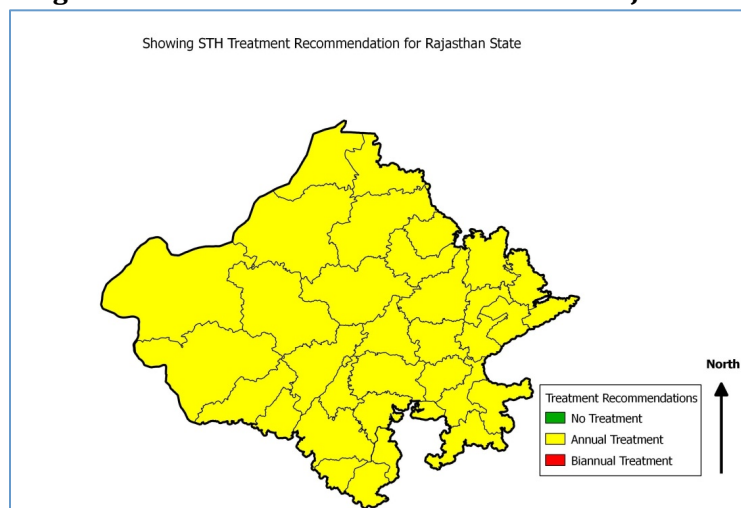 Showing STH Treatment Recommendation for Rajasthan State
North
Treatment Recommendations
No Treatment
Annual Treatment
Biannual Treatment